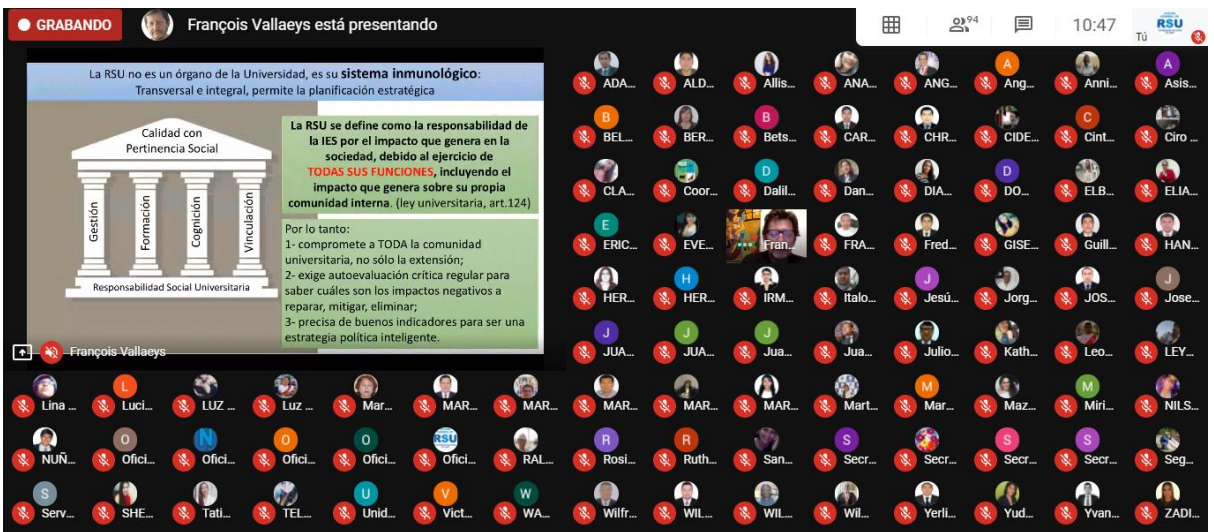 GRABANDO
François Vallaeys está presentando
94
10:47
RSU
Tú
La RSU no es un órgano de la Universidad, es su sistema inmunológico:
Transversal e integral, permite la planificación estratégica
Calidad con
Pertinencia Social
Gestión
Formación
Cognición
Vinculación
Responsabilidad Social Universitaria
La RSU se define como la responsabilidad de
la IES por el impacto que genera en la
sociedad, debido al ejercicio de
TODAS SUS FUNCIONES, incluyendo el
impacto que genera sobre su propia
comunidad interna. (ley universitaria, art.124)
Por lo tanto:
1- compromete a TODA la comunidad
universitaria, no sólo la extensión;
2- exige autoevaluación crítica regular para
saber cuáles son los impactos negativos a
reparar, mitigar, eliminar;
3- precisa de buenos indicadores para ser una
estrategia política inteligente.
François Vallaeys
ADA... ALD... Allis... ANA... ANG... A Ang... Anni... A Asis...
B BEL... BER... B Bets... CAR... CHR... CIDE... C Cint... Ciro ...
CLA... Coor... D Dalil... Dan... DIA... D DO... ELB... ELIA...
E ERIC... EVE... Fran... FRA... Fred... GISE... Guill... HAN...
HER... H HER... IRM... Italo... J Jesú... Jorg... JOS... J Jose...
J JUA... J JUA... J Jua... Jua... Julio... Kath... Leo... LEY...
Lina ... L Luci... LUZ ... Luz ... Mar... MAR... MAR... MAR... MAR... MAR... Mart... M Mar... Maz... M Miri... NILS...
NUÑ... O Ofici... N Ofici... O Ofici... O Ofici... RSU Ofici... RAL... R Rosi... R Ruth... San... S Secr... Secr... S Secr... S Secr... Seg...
S Serv... SHE... Tati... TEL... U Unid... V Vict... W WA... Wilfr... WIL... WIL... Wil... Yerli... Yud... Yvan... ZADI...